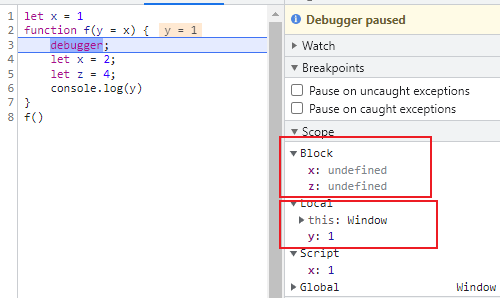 1 let x = 1
2 function f(y = x) { y = 1
3 debugger;
4 let x = 2;
5 let z = 4;
6 console.log(y)
7 }
8 f()
Debugger paused
Watch
Breakpoints
Pause on uncaught exceptions
Pause on caught exceptions
Scope
Block
x: undefined
z: undefined
Local
this: Window
y: 1
Script
x: 1
Global Window